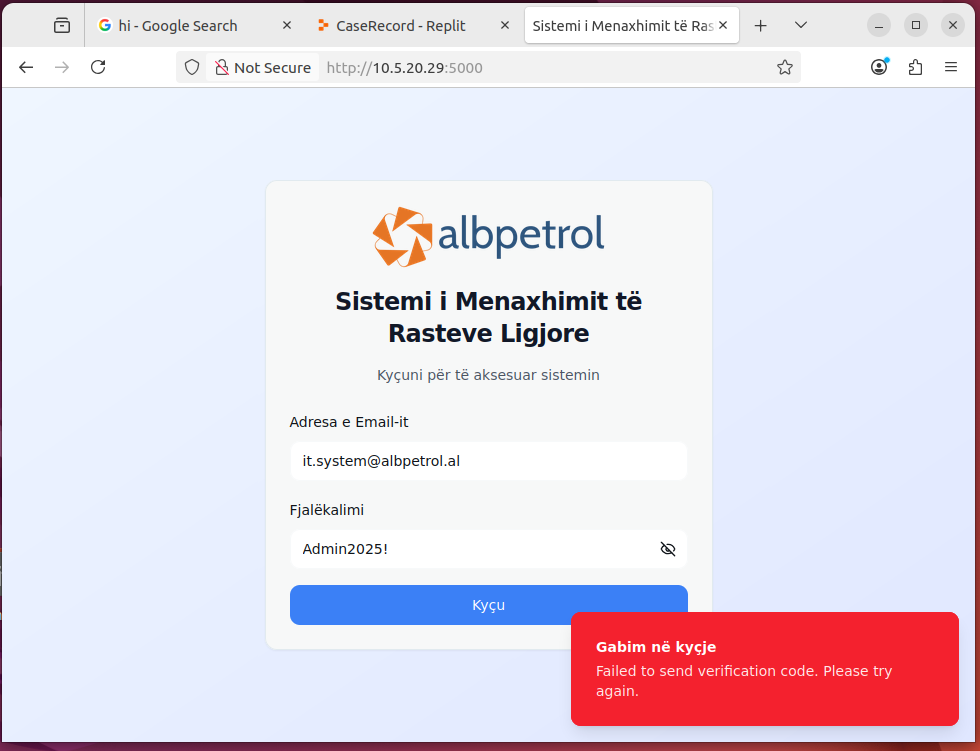 hi - Google Search
CaseRecord - Replit
Sistemi i Menaxhimit të Ras
Not Secure
http://10.5.20.29:5000
albpetrol
Sistemi i Menaxhimit të
Rasteve Ligjore
Kyçuni për të aksesuar sistemin
Adresa e Email-it
it.system@albpetrol.al
Fjalëkalimi
Admin2025!
Kyçu
Gabim në kyçje
Failed to send verification code. Please try
again.